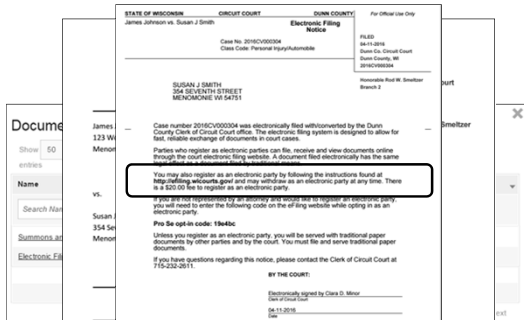 STATE OF WISCONSIN CIRCUIT COURT DUNN COUNTY
For Official Use Only
James Johnson vs. Susan J Smith
Electronic Filing
Notice
Case No. 2016CV000304
Class Code: Personal Injury/Automobile
FILED
04-11-2016
Dunn Co. Circuit Court
Dunn County, WI
2016CV000304
Honorable Rod W. Smeltzer
Branch 2
SUSAN J SMITH
354 SEVENTH STREET
MENOMONIE WI 54751
Case number 2016CV000304 was electronically filed with/converted by the Dunn
County Clerk of Circuit Court office. The electronic filing system is designed to allow for
fast, reliable exchange of documents in court cases.
Parties who register as electronic parties can file, receive and view documents online
through the court electronic filing website. A document filed electronically has the same
legal effect as a document filed by traditional means.
You may also register as an electronic party by following the instructions found at
http://efiling.wicourts.gov/ and may withdraw as an electronic party at any time. There
is a $20.00 fee to register as an electronic party.
If you are not represented by an attorney and would like to register an electronic party,
you will need to enter the following code on the eFiling website while opting in as an
electronic party.
Pro Se opt-in code: 19e4bc
Unless you register as an electronic party, you will be served with traditional paper
documents by other parties and by the court. You must file and serve traditional paper
documents.
If you have questions regarding this notice, please contact the Clerk of Circuit Court at
715-232-2611.
BY THE COURT:
Electronically signed by Clara D. Minor
Clerk of Circuit Court
04-11-2016
Date
Docume
Show 50
entries
Name
Search Nam
Summons an
Electronic Fili
James J
123 W
Menom
vs.
Susan J
354 Se
Menom
ourt
Smeltzer
ext